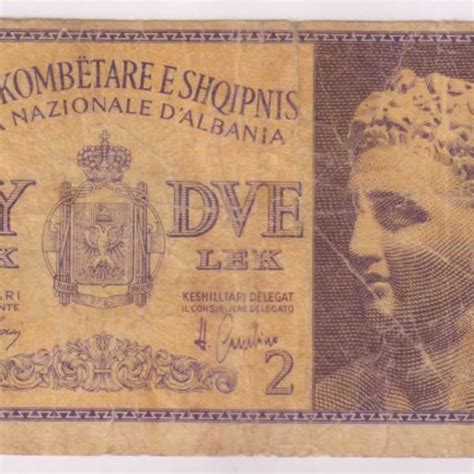 KOMBËTARE E SHQIPNIS
A NAZIONALE D'ALBANIA
Y DVE
K LEK
KESHILLTARI DELEGAT
IL CONSIGLIERE DELEGATO
2